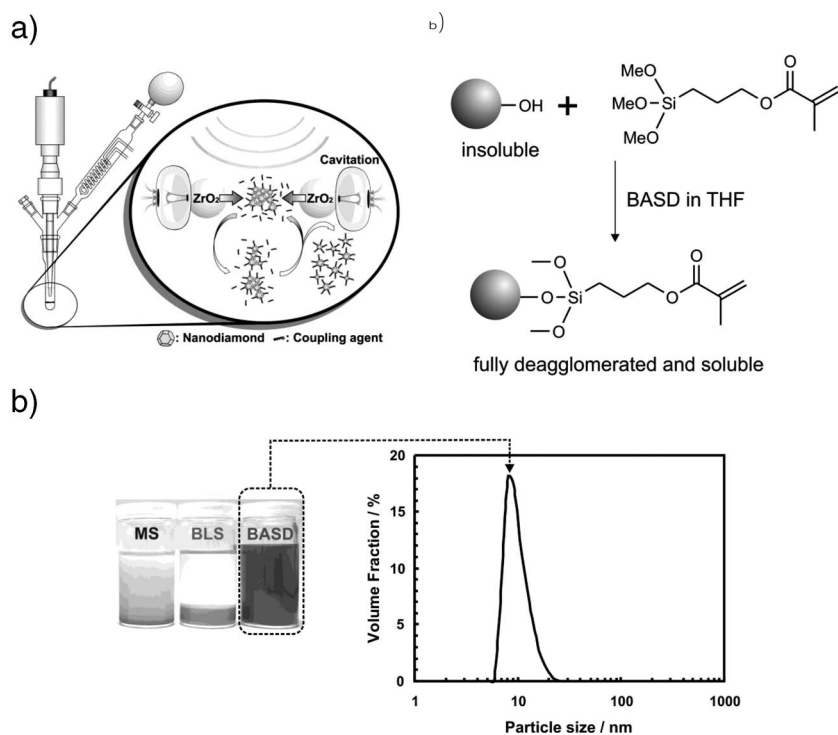 a)
Cavitation
ZrO₂ ZrO₂
: Nanodiamond : Coupling agent
b)
MeO
MeO Si O O
MeO
OH +
insoluble
BASD in THF
O
O Si O O
O
fully deagglomerated and soluble
b)
MS BLS BASD
20
15
10
5
0
Volume Fraction / %
1 10 100 1000
Particle size / nm